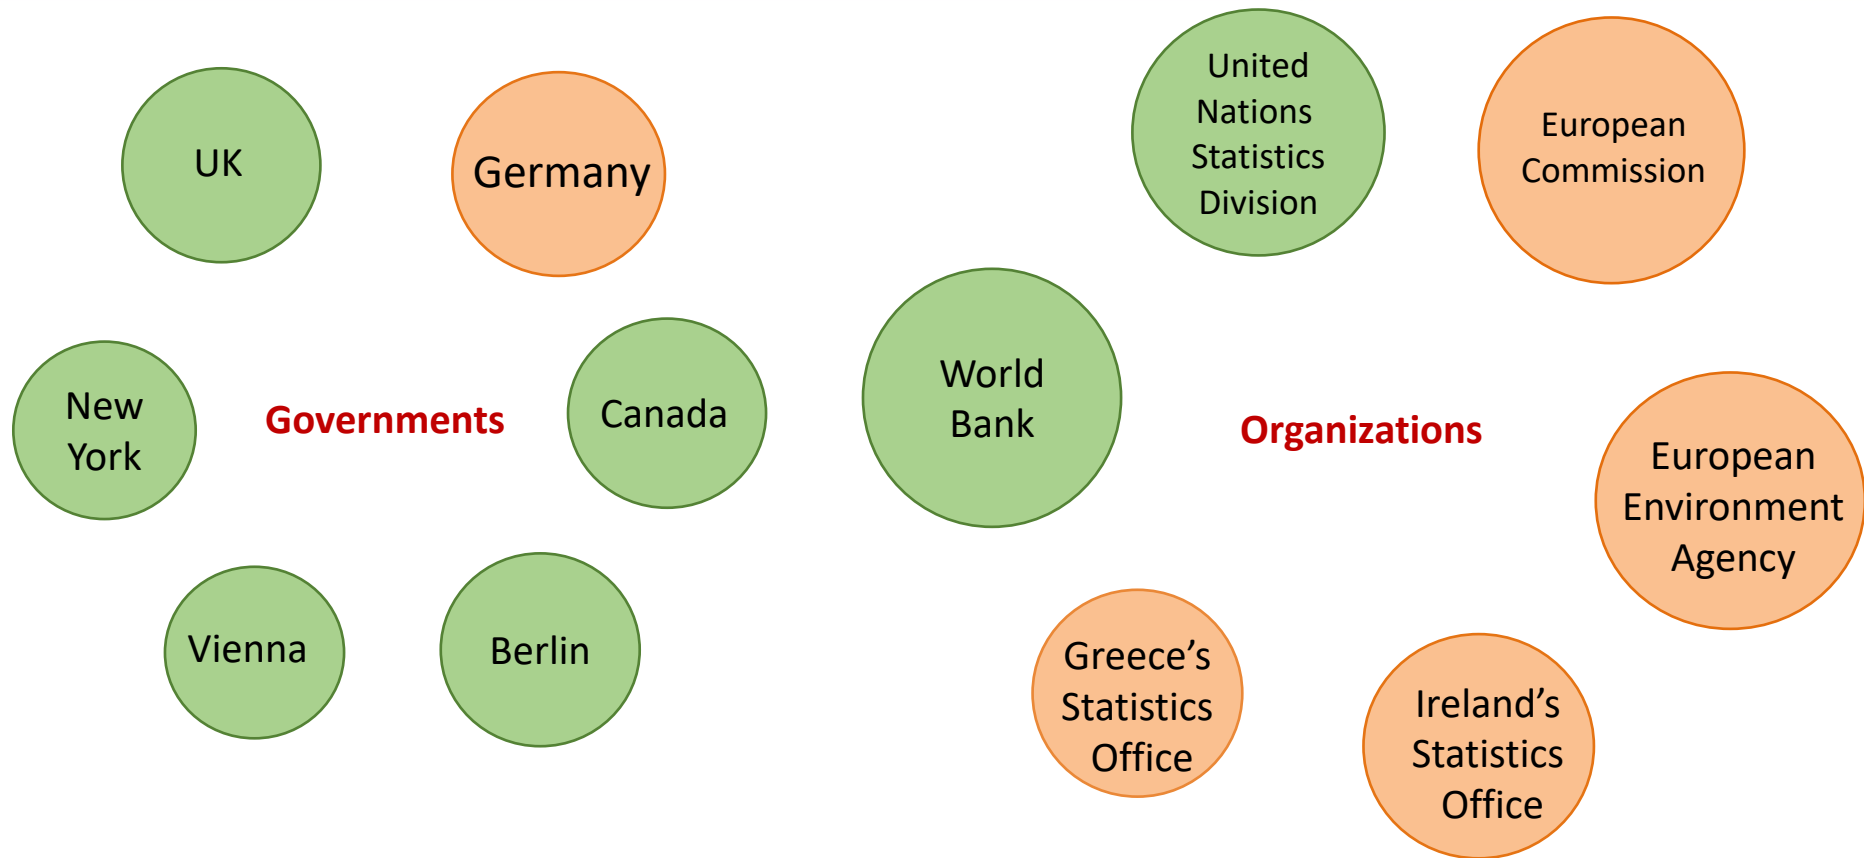 UK
Germany
New
York
Governments
Canada
Vienna
Berlin
United
Nations
Statistics
Division
European
Commission
World
Bank
Organizations
European
Environment
Agency
Greece's
Statistics
Office
Ireland's
Statistics
Office